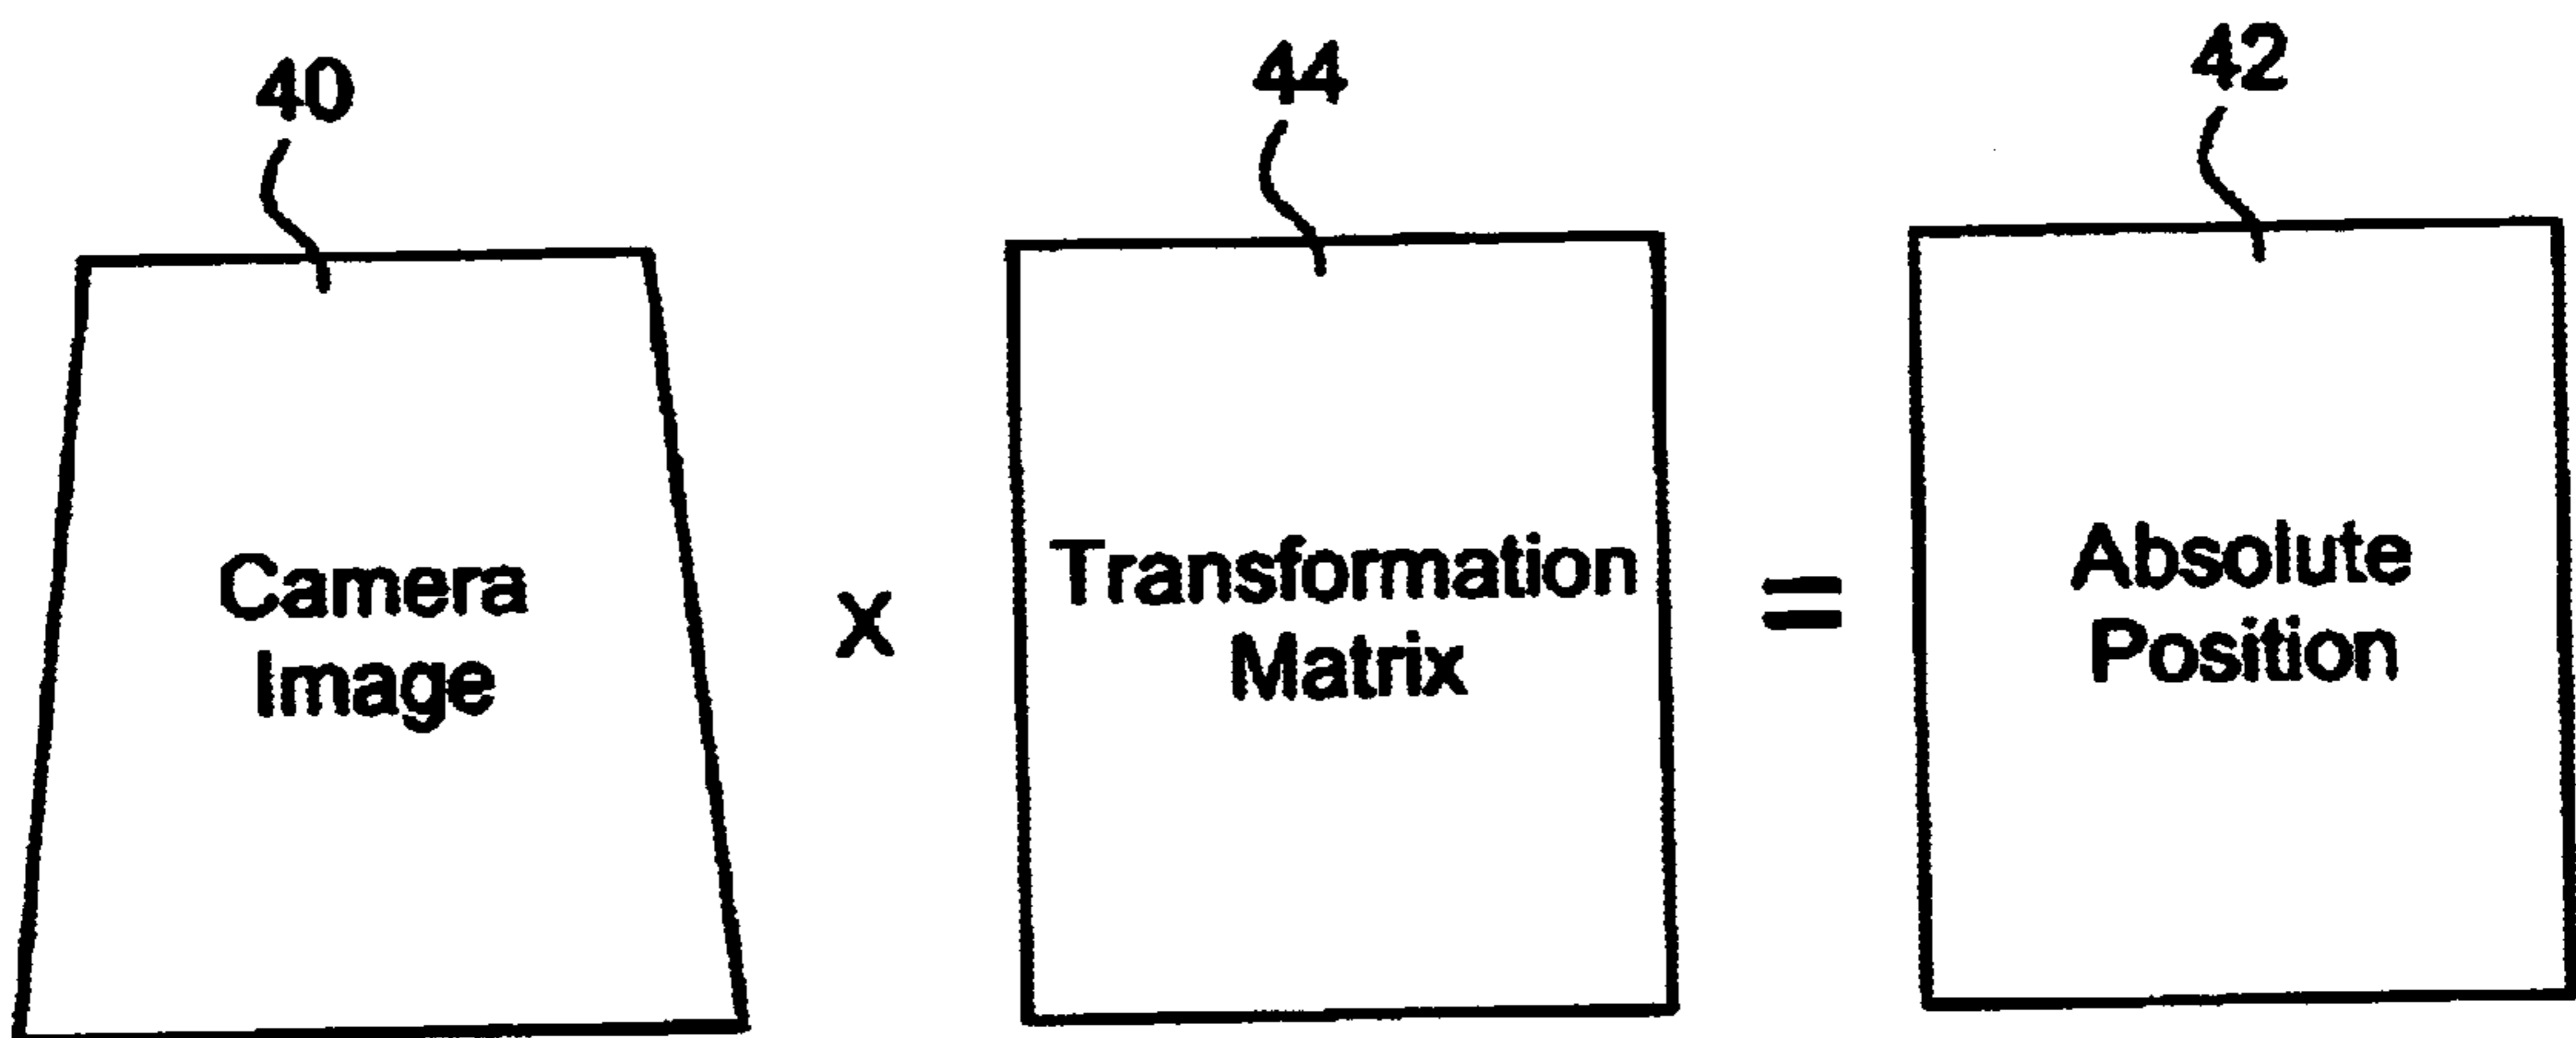 40
44
42
Camera
Image
x
Transformation
Matrix
=
Absolute
Position